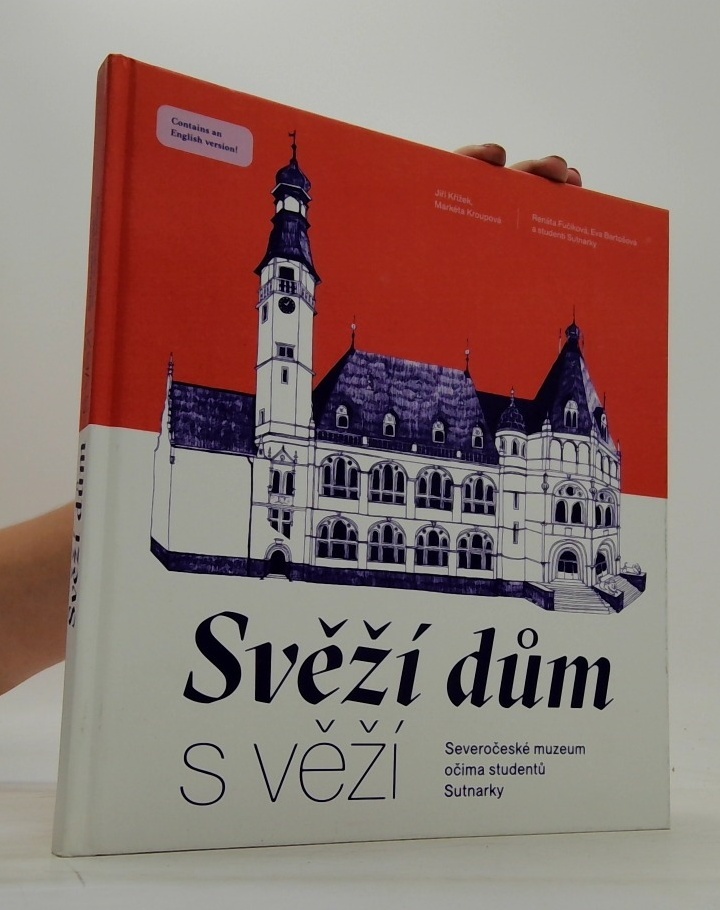 Contains an
English version!
Jiří Křížek,
Markéta Kroupová
Renáta Fučíková, Eva Bartošová
a studenti Sutnarky
Svěží dům
s věží
Severočeské muzeum
očima studentů
Sutnarky
Svěží dům